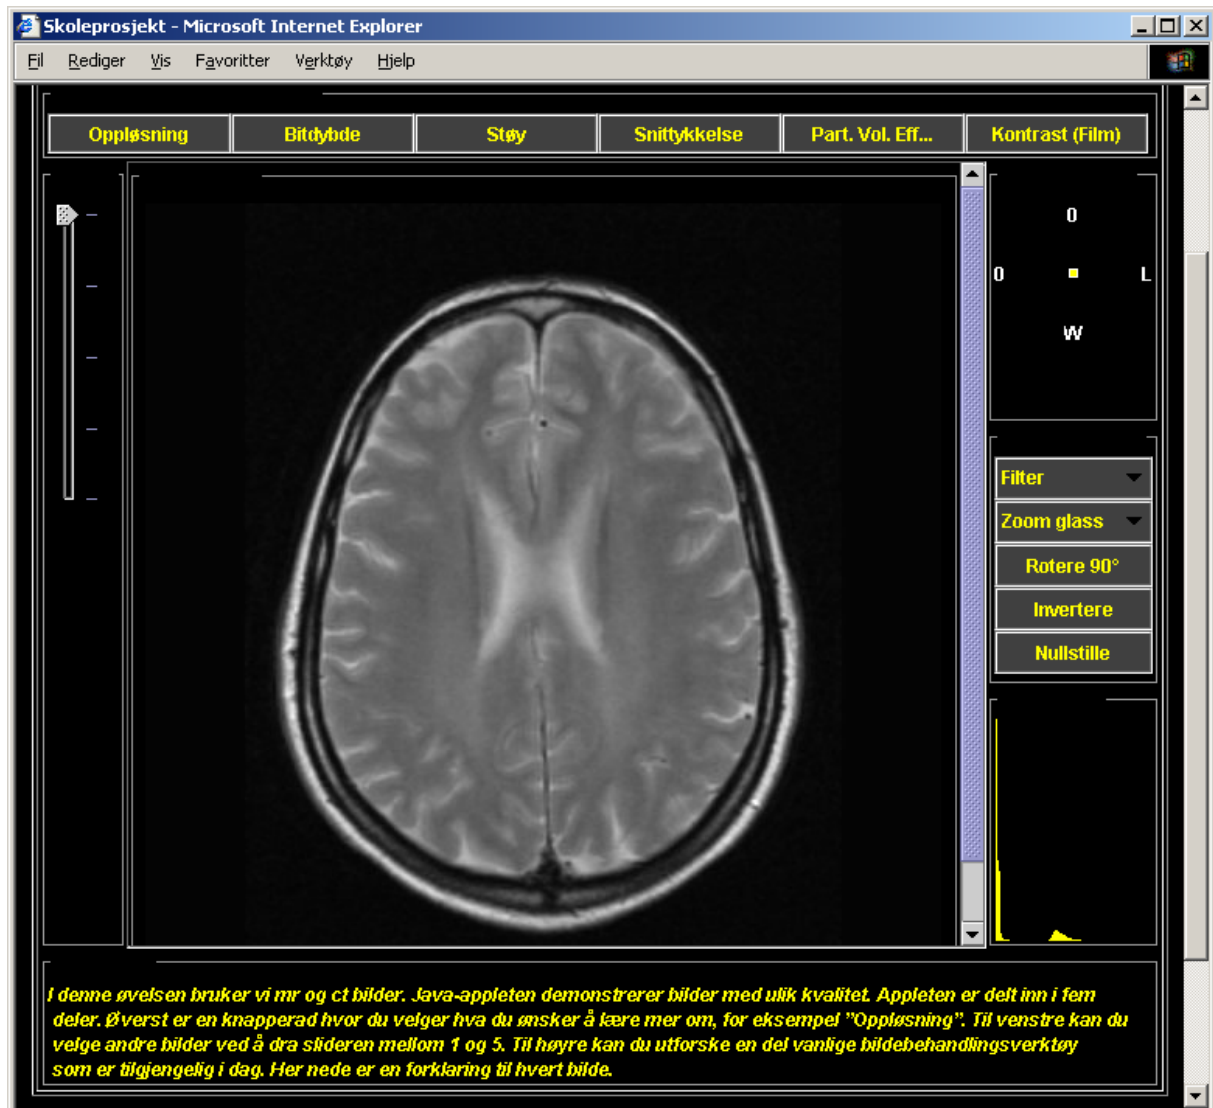 Skoleprosjekt - Microsoft Internet Explorer
Fil Rediger Vis Favoritter Verktøy Hjelp
Oppløsning Bitdybde Støy Snittykkelse Part. Vol. Eff... Kontrast (Film)
0
0 L
W
Filter
Zoom glass
Rotere 90°
Invertere
Nullstille
I denne øvelsen bruker vi mr og ct bilder. Java-appleten demonstrerer bilder med ulik kvalitet. Appleten er delt inn i fem
deler. Øverst er en knapperad hvor du velger hva du ønsker å lære mer om, for eksempel ”Oppløsning”. Til venstre kan du
velge andre bilder ved å dra slideren mellom 1 og 5. Til høyre kan du utforske en del vanlige bildebehandlingsverktøy
som er tilgjengelig i dag. Her nede er en forklaring til hvert bilde.